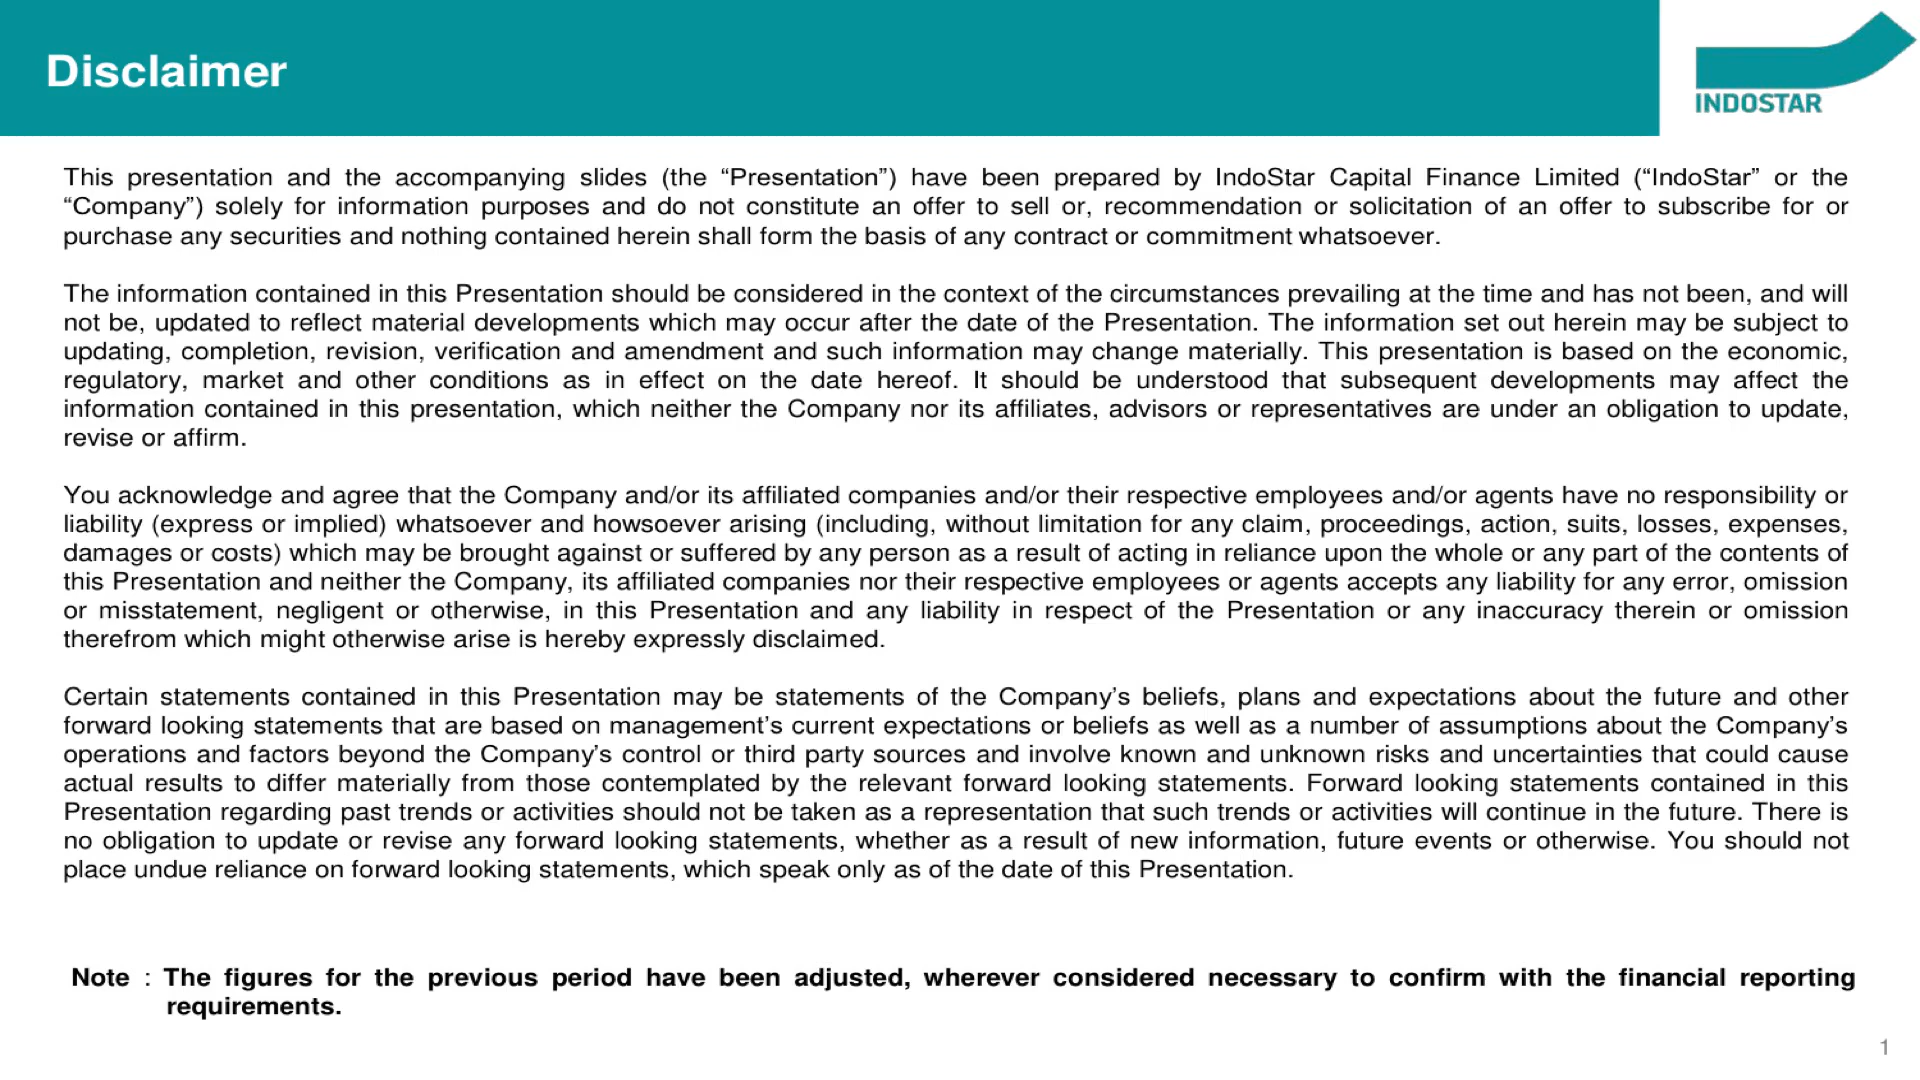 Disclaimer
INDOSTAR
This presentation and the accompanying slides (the “Presentation”) have been prepared by IndoStar Capital Finance Limited (“IndoStar” or the
“Company”) solely for information purposes and do not constitute an offer to sell or, recommendation or solicitation of an offer to subscribe for or
purchase any securities and nothing contained herein shall form the basis of any contract or commitment whatsoever.
The information contained in this Presentation should be considered in the context of the circumstances prevailing at the time and has not been, and will
not be, updated to reflect material developments which may occur after the date of the Presentation. The information set out herein may be subject to
updating, completion, revision, verification and amendment and such information may change materially. This presentation is based on the economic,
regulatory, market and other conditions as in effect on the date hereof. It should be understood that subsequent developments may affect the
information contained in this presentation, which neither the Company nor its affiliates, advisors or representatives are under an obligation to update,
revise or affirm.
You acknowledge and agree that the Company and/or its affiliated companies and/or their respective employees and/or agents have no responsibility or
liability (express or implied) whatsoever and howsoever arising (including, without limitation for any claim, proceedings, action, suits, losses, expenses,
damages or costs) which may be brought against or suffered by any person as a result of acting in reliance upon the whole or any part of the contents of
this Presentation and neither the Company, its affiliated companies nor their respective employees or agents accepts any liability for any error, omission
or misstatement, negligent or otherwise, in this Presentation and any liability in respect of the Presentation or any inaccuracy therein or omission
therefrom which might otherwise arise is hereby expressly disclaimed.
Certain statements contained in this Presentation may be statements of the Company’s beliefs, plans and expectations about the future and other
forward looking statements that are based on management’s current expectations or beliefs as well as a number of assumptions about the Company’s
operations and factors beyond the Company’s control or third party sources and involve known and unknown risks and uncertainties that could cause
actual results to differ materially from those contemplated by the relevant forward looking statements. Forward looking statements contained in this
Presentation regarding past trends or activities should not be taken as a representation that such trends or activities will continue in the future. There is
no obligation to update or revise any forward looking statements, whether as a result of new information, future events or otherwise. You should not
place undue reliance on forward looking statements, which speak only as of the date of this Presentation.
Note : The figures for the previous period have been adjusted, wherever considered necessary to confirm with the financial reporting
requirements.
1